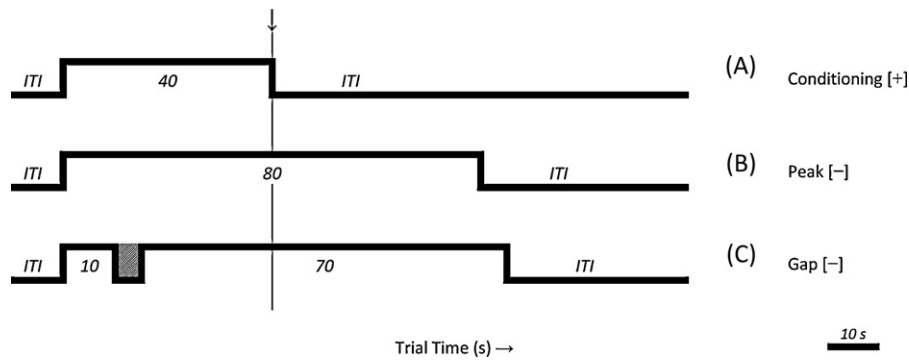 ↓
ITI 40 ITI (A) Conditioning [+]
ITI 80 ITI (B) Peak [−]
ITI 10 70 ITI (C) Gap [−]
Trial Time (s) → 10 s